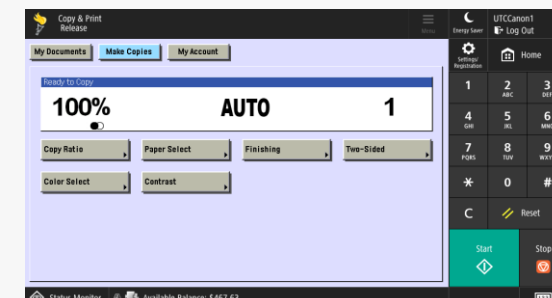 Copy & Print
Release
Menu
Energy Saver
UTCCanon1
Log Out
My Documents
Make Copies
My Account
Settings/
Registration
Home
Ready to Copy
100%
AUTO
1
Copy Ratio
Paper Select
Finishing
Two-Sided
Color Select
Contrast
1
2
ABC
3
DEF
4
GHI
5
JKL
6
MNO
7
PQRS
8
TUV
9
WXY
*
0
#
C
Reset
Start
Stop
Status Monitor
Available Balance: $467.63